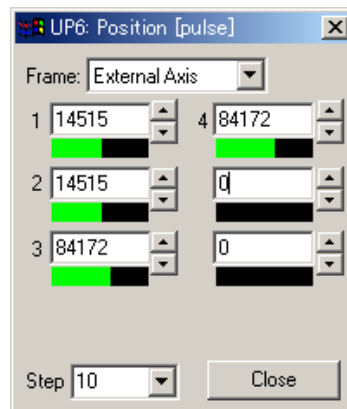 UP6: Position [pulse]
Frame: External Axis
1 14515 4 84172
2 14515 0
3 84172 0
Step 10 Close